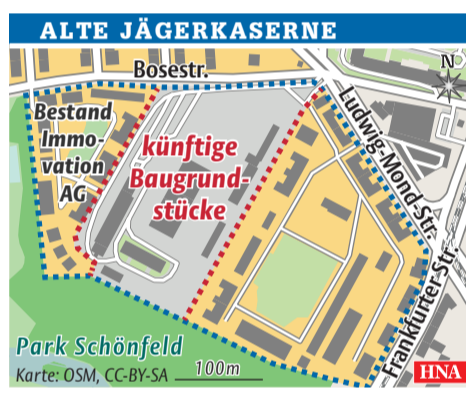 ALTE JÄGERKASERNE
Bosestr.
N
Bestand
Immo-
vation
AG
künftige
Baugrund-
stücke
Ludwig-Mond-Str.
Frankfurter-Str.
Park Schönfeld
Karte: OSM, CC-BY-SA
100m
HNA